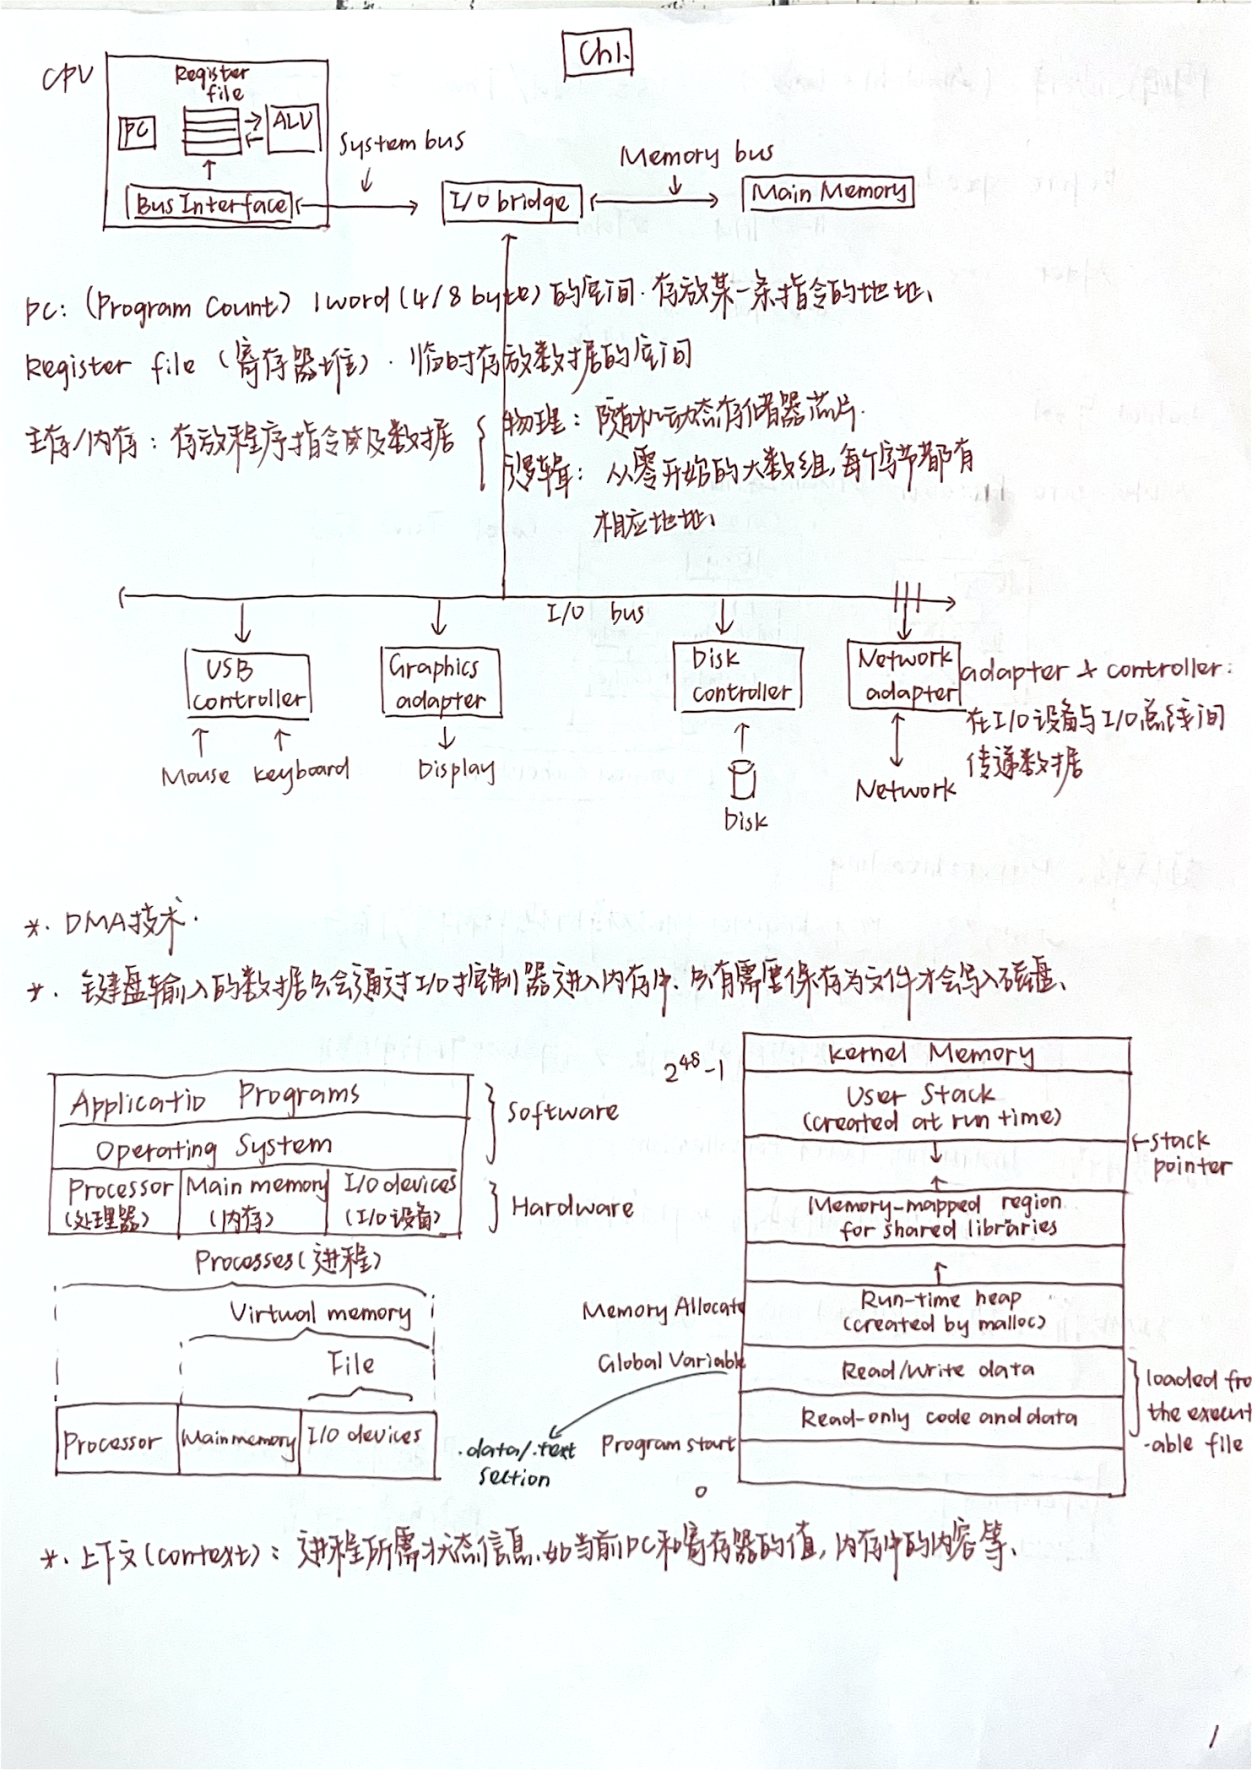 Ch1.
CPU
Register
file
PC
ALU
System bus
Memory bus
Bus Interface
I/O bridge
Main Memory
PC: (Program Count) 1 word (4/8 byte) 的空间. 存放某一条指令的地址、
Register file (寄存器堆). 临时存放数据的空间
主存/内存: 存放程序指令以及数据
物理: 随机动态存储器芯片.
逻辑: 从零开始的大数组, 每个字节都有
相应地址、
I/O bus
USB
controller
Graphics
adapter
Disk
controller
Network
adapter
adapter & controller:
在I/O设备与I/O总线间
传递数据
Mouse keyboard
Display
Disk
Network
*. DMA技术.
*. 键盘输入的数据只会通过I/O控制器进入内存中. 只有需要保存为文件才会写入磁盘、
Applicatio Programs
Operating System
Software
Processor
(处理器)
Main memory
(内存)
I/O devices
(I/O设备)
Hardware
Processes (进程)
Virtual memory
File
Processor
Main memory
I/O devices
2⁴⁸-1
Kernel Memory
User Stack
(created at run time)
stack
pointer
Memory-mapped region
for shared libraries
Memory Allocate
Run-time heap
(created by malloc)
Global Variable
Read/Write data
Read-only code and data
loaded fro
the execut
-able file
.data/.text
section
Program start
0
*. 上下文(context): 进程所需状态信息、如当前PC和寄存器的值, 内存中的内容等、
1